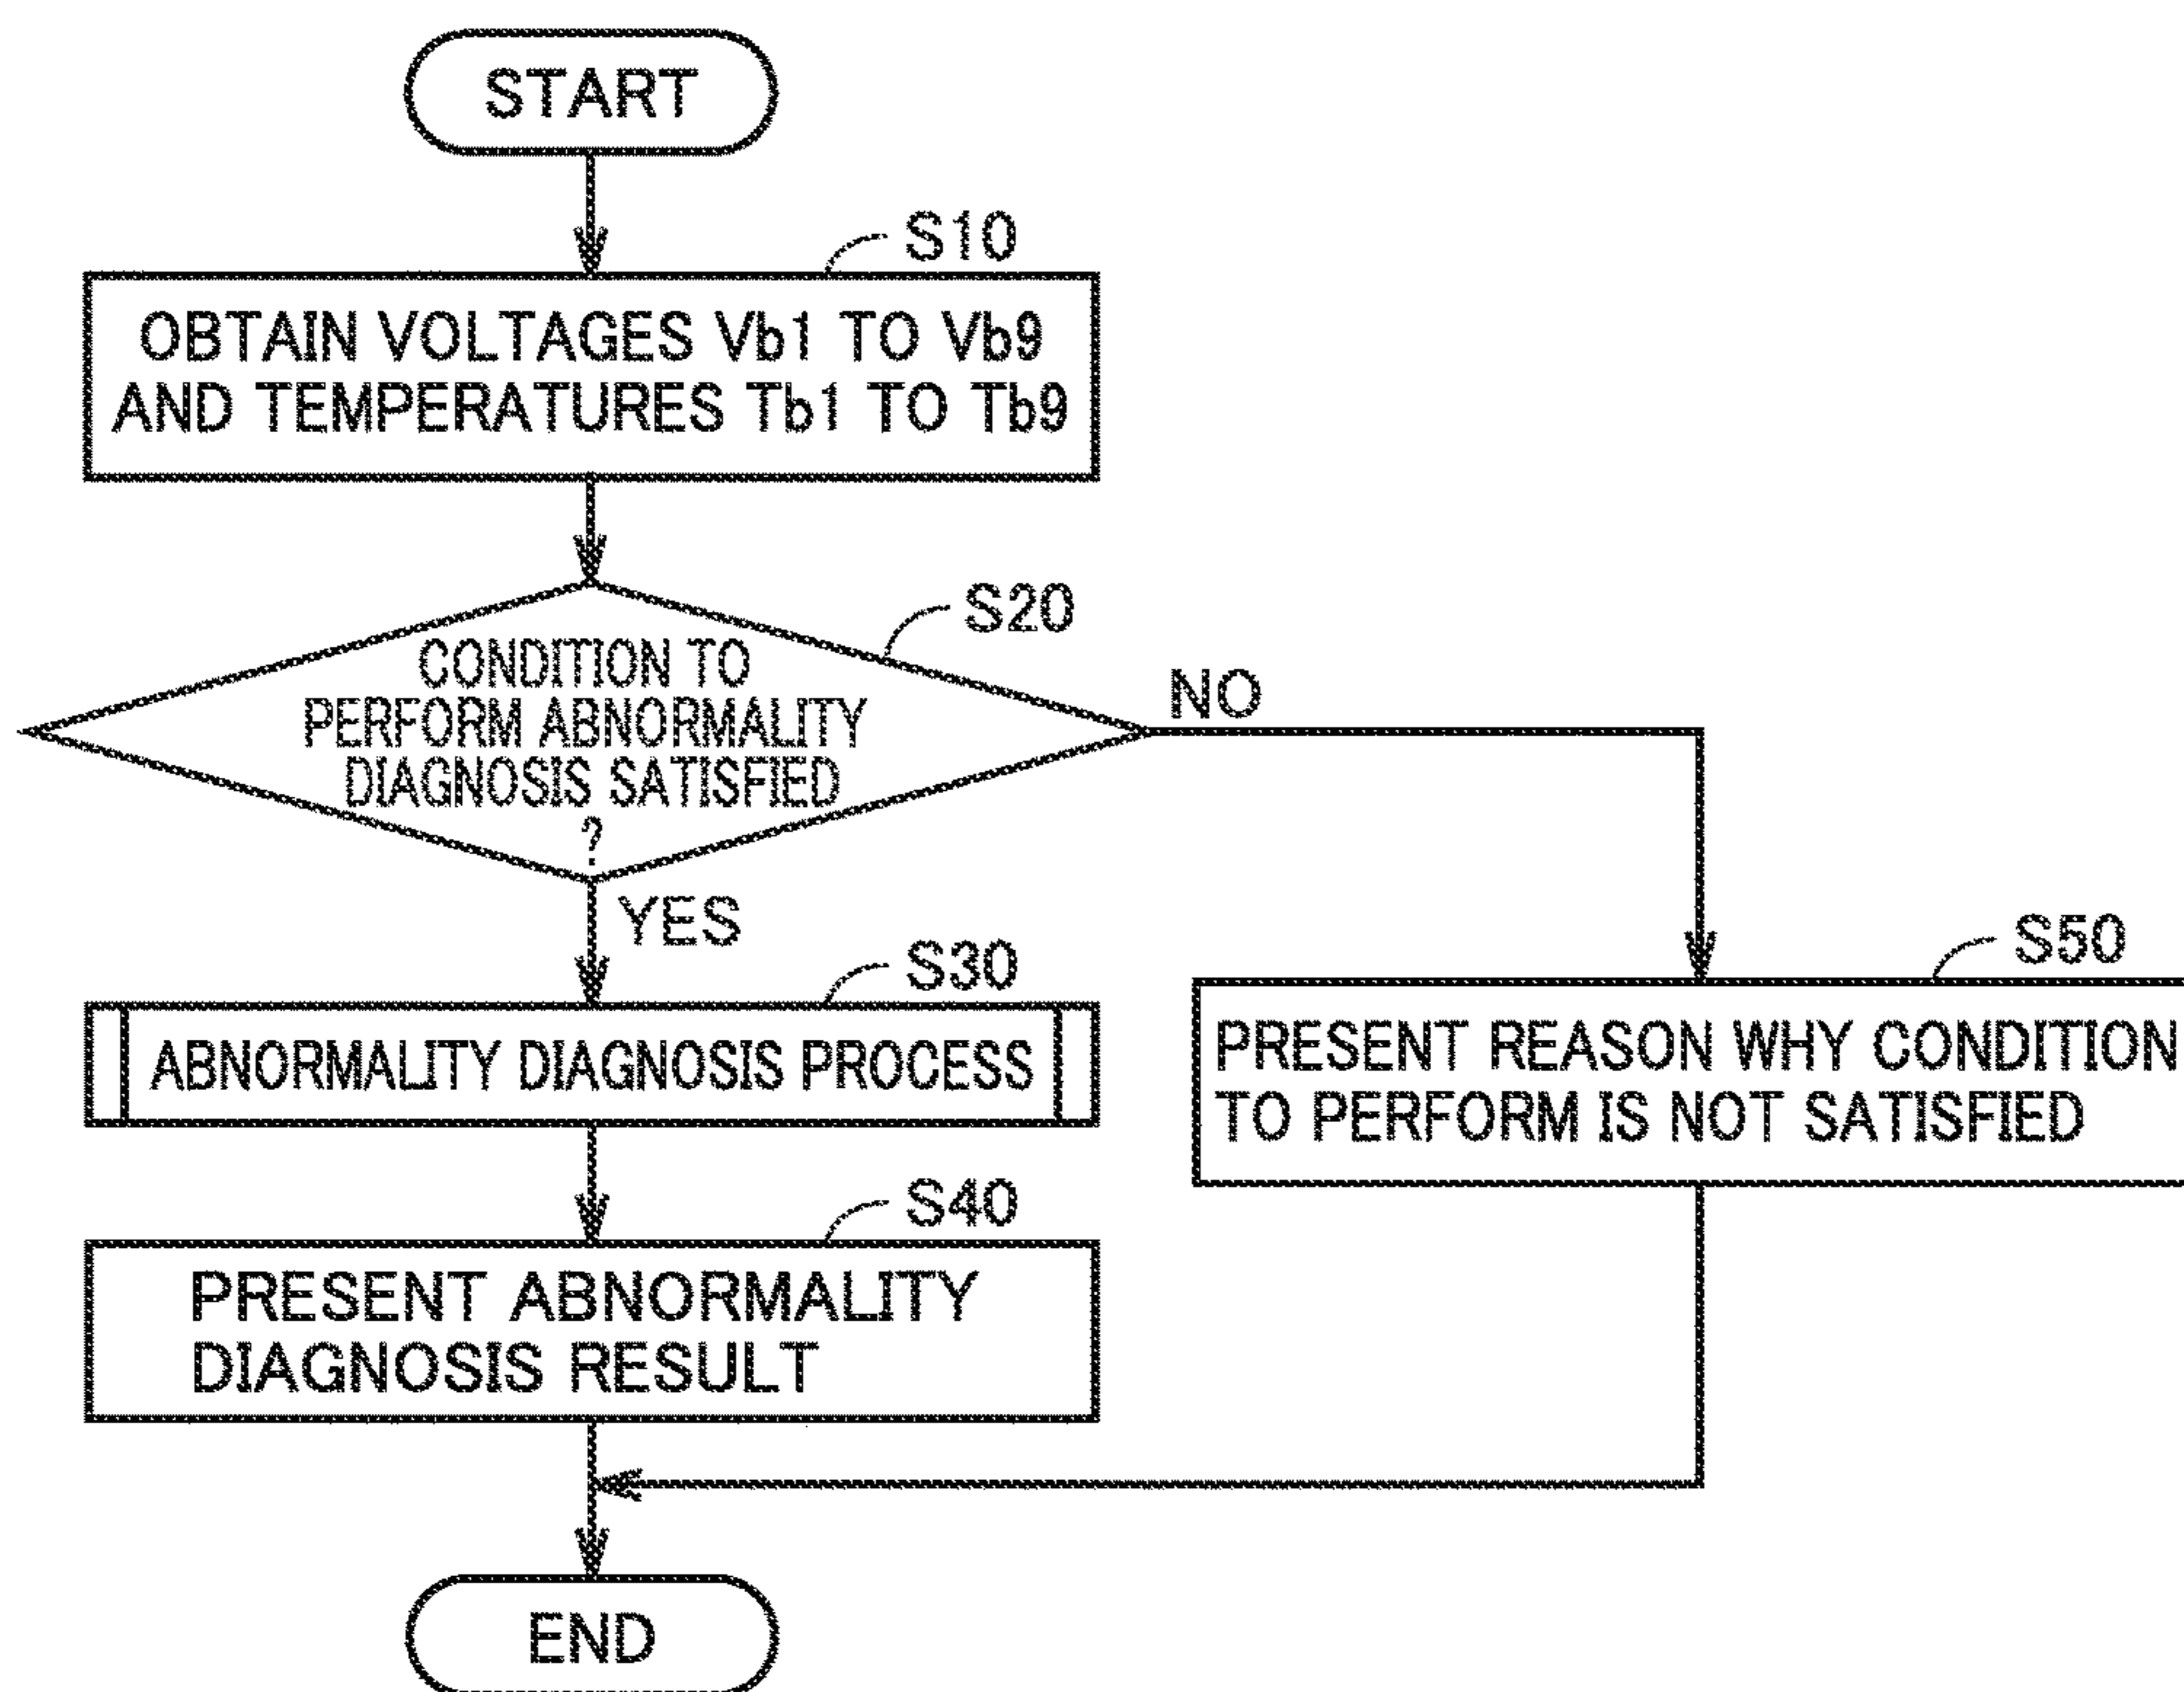 START
S10
OBTAIN VOLTAGES Vb1 TO Vb9
AND TEMPERATURES Tb1 TO Tb9
S20
CONDITION TO
PERFORM ABNORMALITY
DIAGNOSIS SATISFIED
?
NO
YES
S30
ABNORMALITY DIAGNOSIS PROCESS
S50
PRESENT REASON WHY CONDITION
TO PERFORM IS NOT SATISFIED
S40
PRESENT ABNORMALITY
DIAGNOSIS RESULT
END